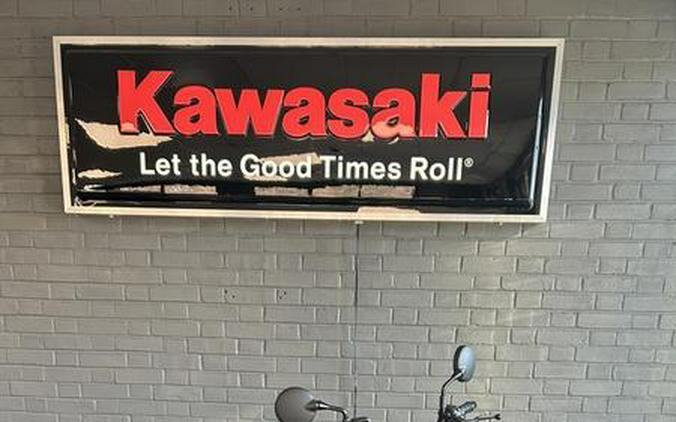 Kawasaki
Let the Good Times Roll®